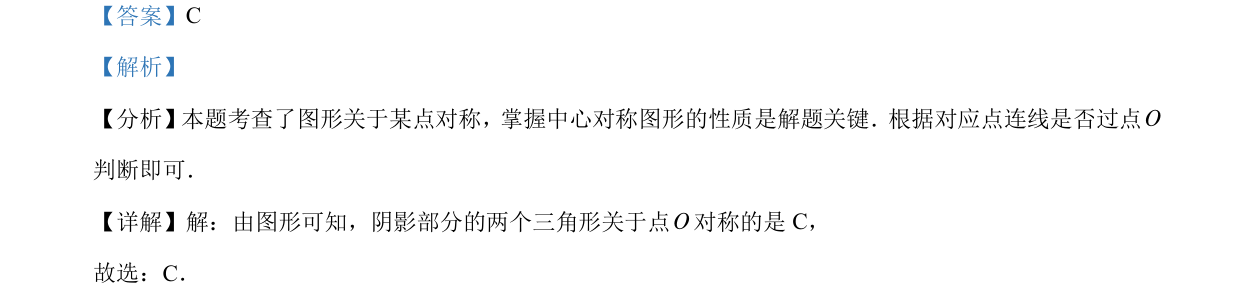 【答案】C
【解析】
【分析】本题考查了图形关于某点对称，掌握中心对称图形的性质是解题关键．根据对应点连线是否过点O
判断即可．
【详解】解：由图形可知，阴影部分的两个三角形关于点O对称的是 C，
故选：C．